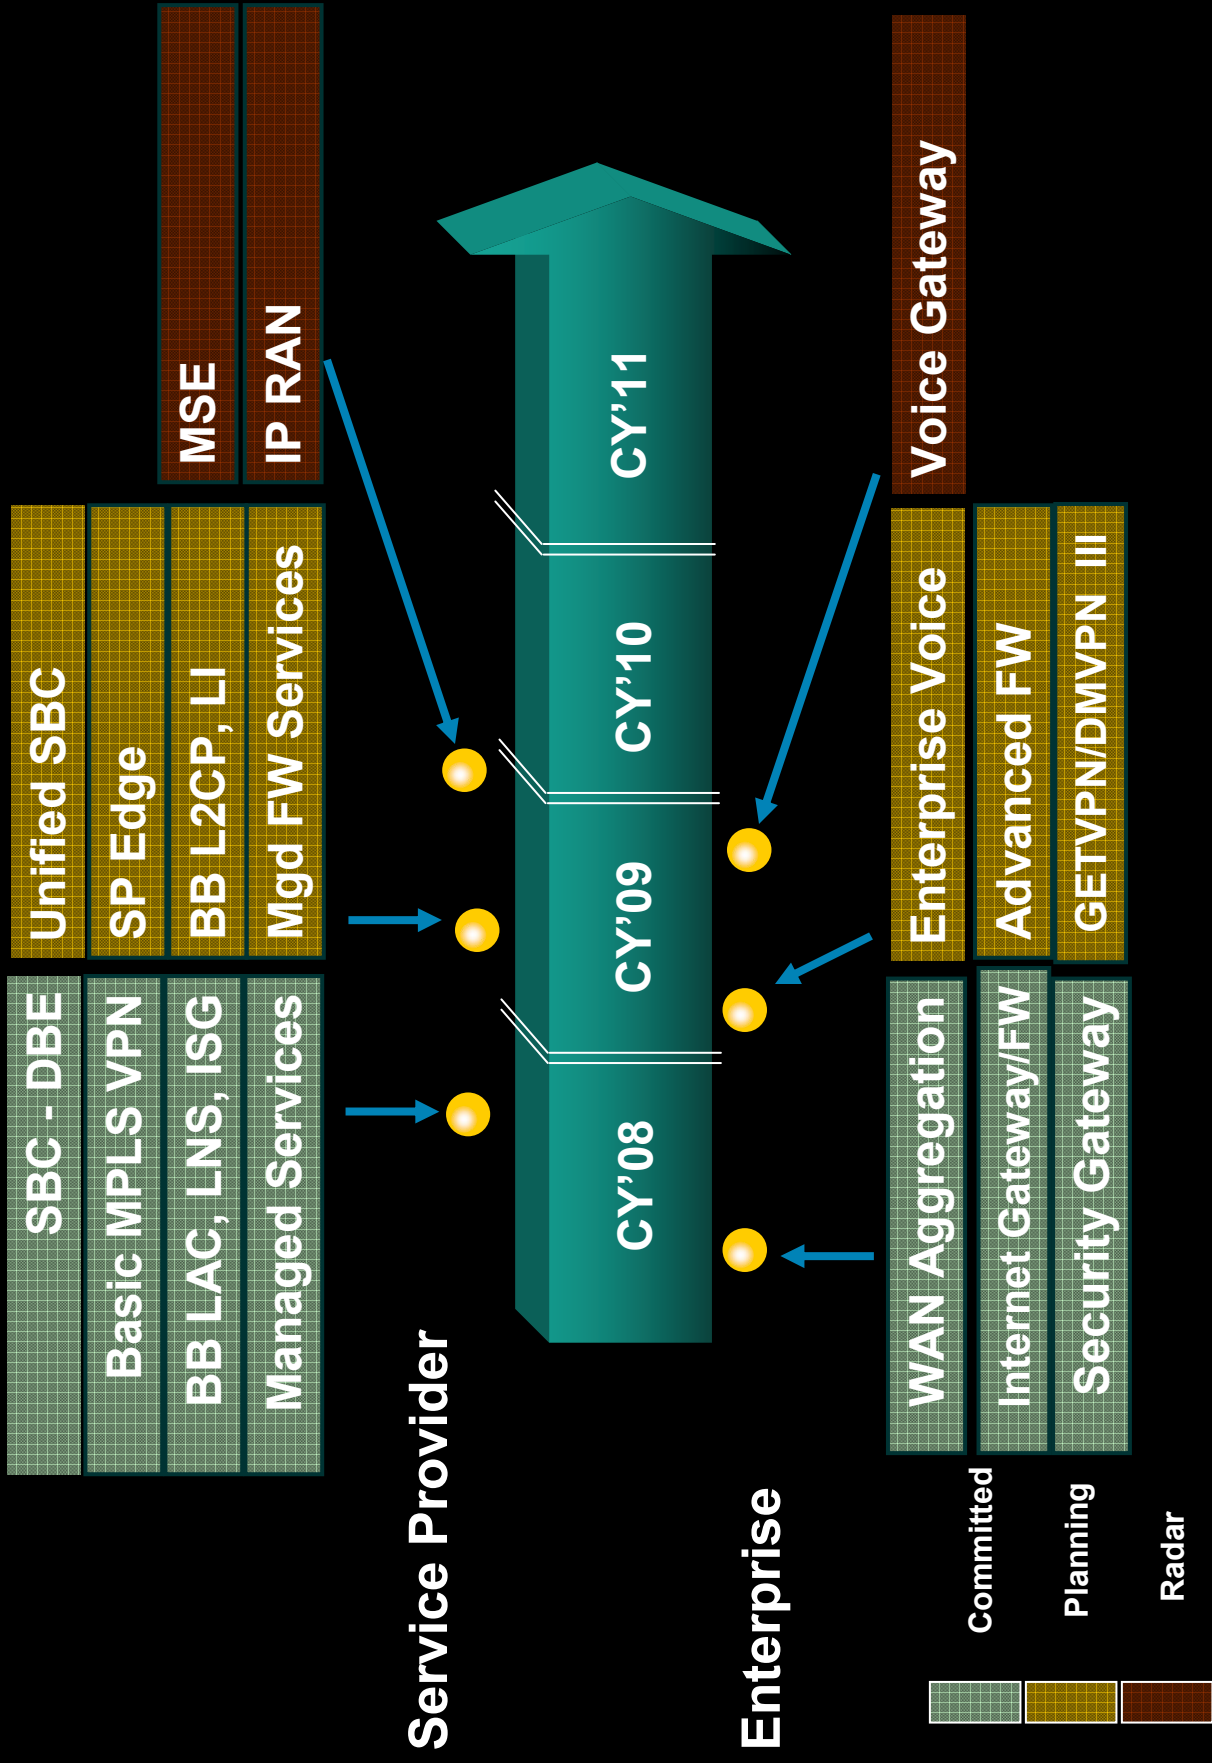 SBC - DBE
Basic MPLS VPN
BB LAC, LNS, ISG
Managed Services
Unified SBC
SP Edge
BB L2CP, LI
Mgd FW Services
MSE
IP RAN
Service Provider
CY’08
CY’09
CY’10
CY’11
Enterprise
WAN Aggregation
Internet Gateway/FW
Security Gateway
Enterprise Voice
Advanced FW
GETVPN/DMVPN III
Voice Gateway
Committed
Planning
Radar